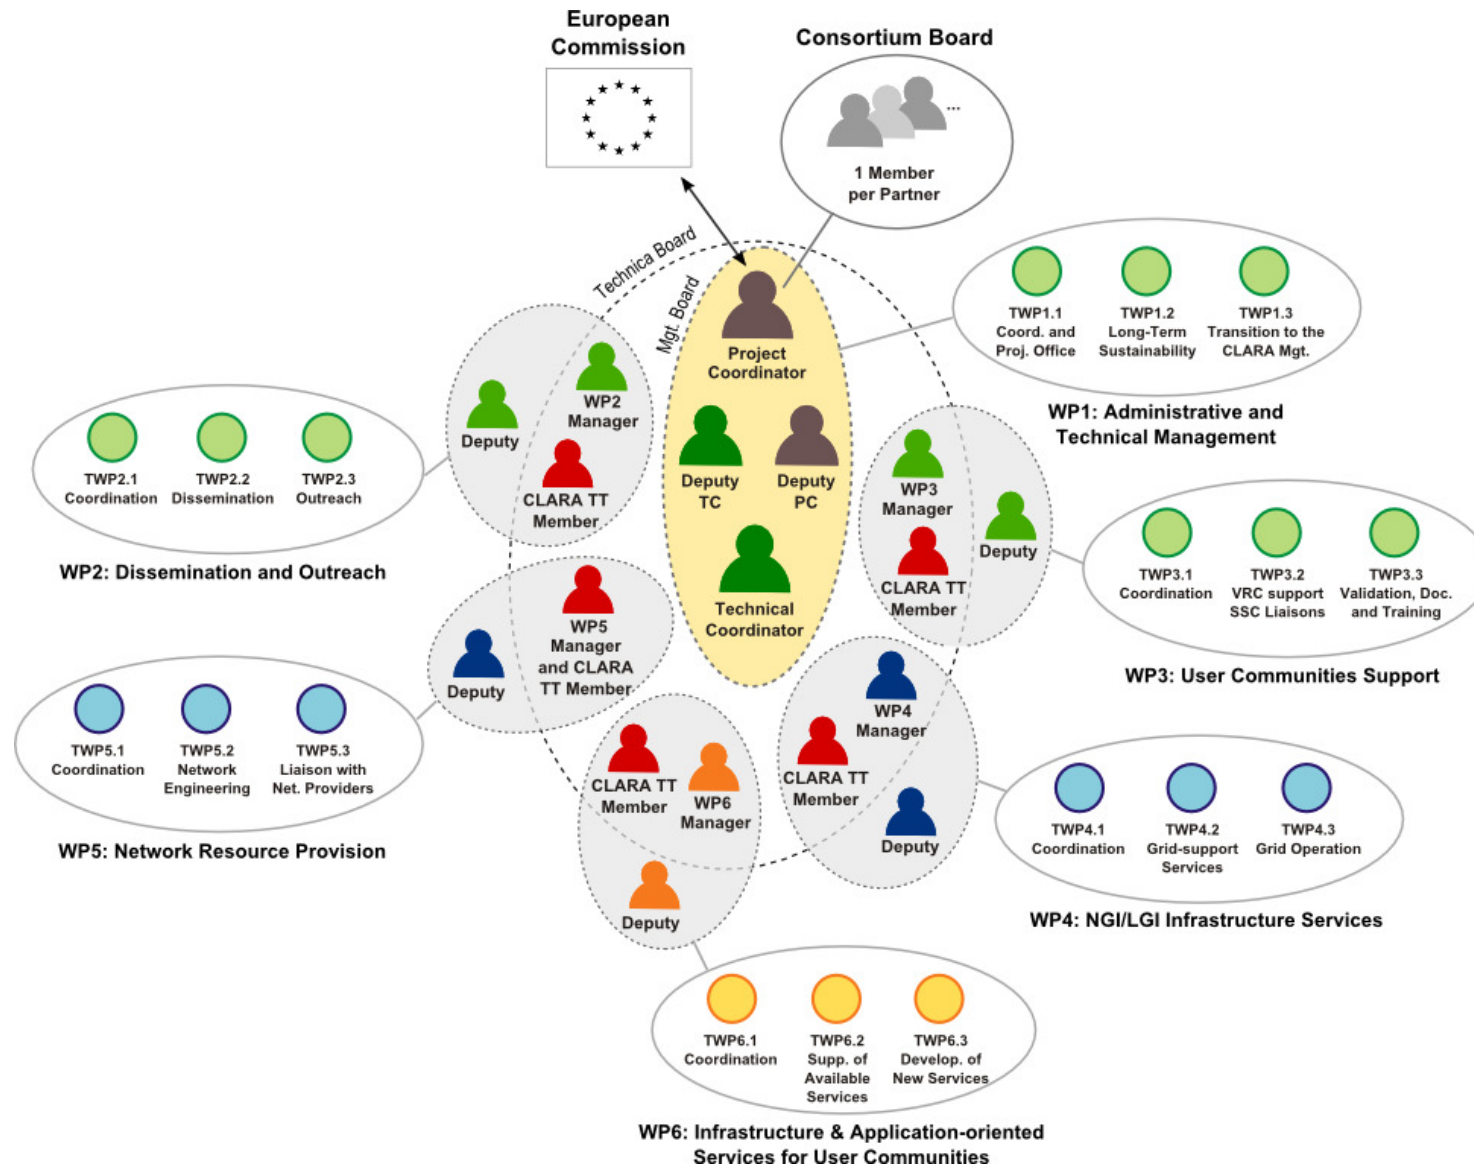 European
Commission
Consortium Board
...
1 Member
per Partner
Technica Board
Mgt. Board
Project
Coordinator
Deputy
TC
Deputy
PC
Technical
Coordinator
TWP1.1
Coord. and
Proj. Office
TWP1.2
Long-Term
Sustainability
TWP1.3
Transition to the
CLARA Mgt.
WP1: Administrative and
Technical Management
WP2
Manager
Deputy
CLARA TT
Member
TWP2.1
Coordination
TWP2.2
Dissemination
TWP2.3
Outreach
WP2: Dissemination and Outreach
WP3
Manager
Deputy
CLARA TT
Member
TWP3.1
Coordination
TWP3.2
VRC support
SSC Liaisons
TWP3.3
Validation, Doc.
and Training
WP3: User Communities Support
WP5
Manager
and CLARA
TT Member
Deputy
TWP5.1
Coordination
TWP5.2
Network
Engineering
TWP5.3
Liaison with
Net. Providers
WP5: Network Resource Provision
WP4
Manager
CLARA TT
Member
Deputy
TWP4.1
Coordination
TWP4.2
Grid-support
Services
TWP4.3
Grid Operation
WP4: NGI/LGI Infrastructure Services
CLARA TT
Member
WP6
Manager
Deputy
TWP6.1
Coordination
TWP6.2
Supp. of
Available
Services
TWP6.3
Develop. of
New Services
WP6: Infrastructure & Application-oriented
Services for User Communities